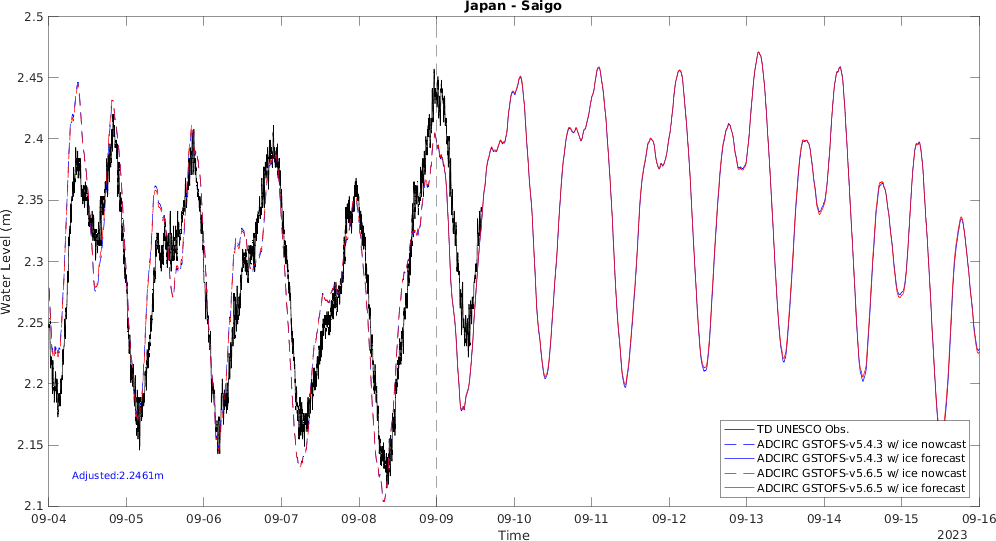 Japan - Saigo
Water Level (m)
2.5
2.45
2.4
2.35
2.3
2.25
2.2
2.15
2.1
Adjusted:2.2461m
TD UNESCO Obs.
ADCIRC GSTOFS-v5.4.3 w/ ice nowcast
ADCIRC GSTOFS-v5.4.3 w/ ice forecast
ADCIRC GSTOFS-v5.6.5 w/ ice nowcast
ADCIRC GSTOFS-v5.6.5 w/ ice forecast
09-04 09-05 09-06 09-07 09-08 09-09 09-10 09-11 09-12 09-13 09-14 09-15 09-16
Time
2023